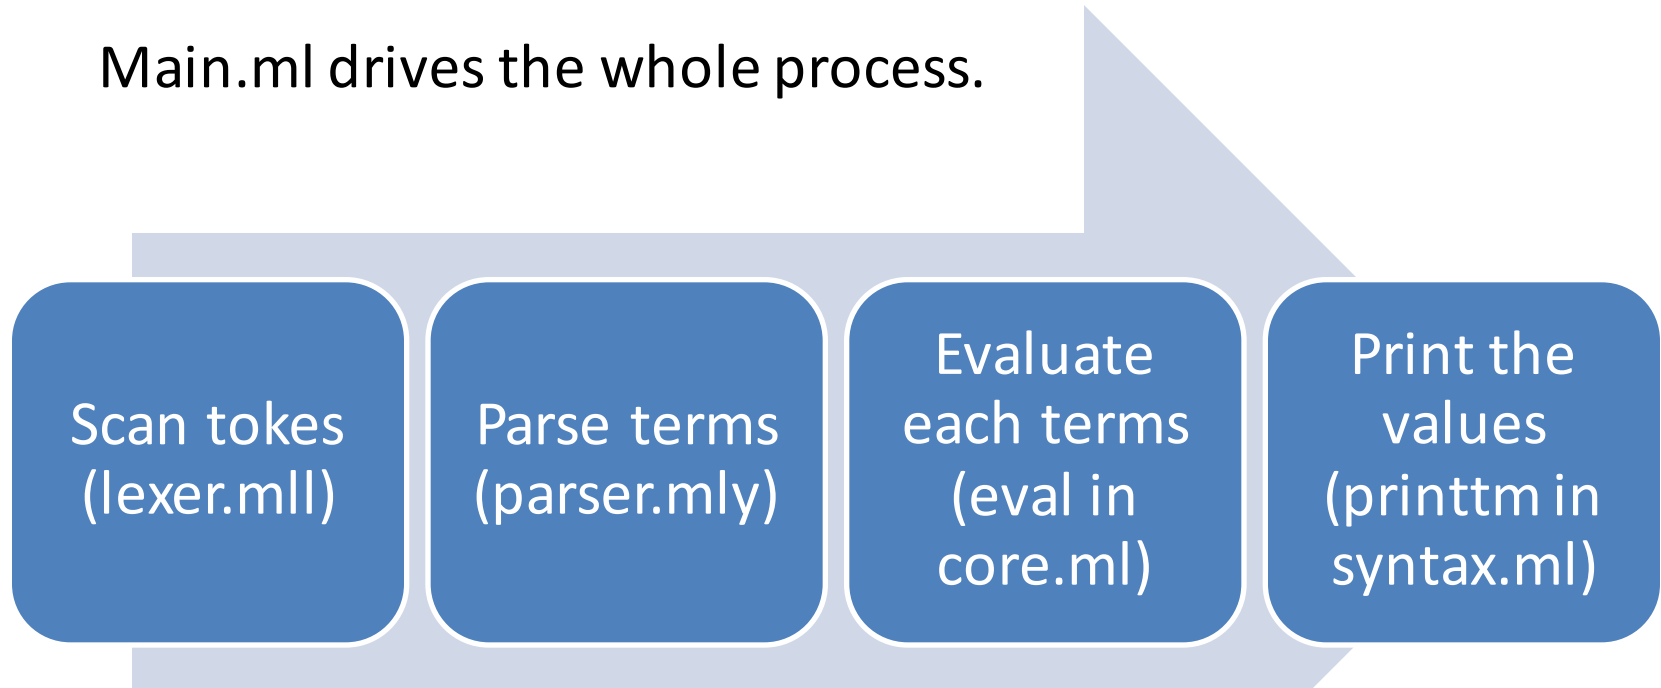 Main.ml drives the whole process.
Scan tokes
(lexer.mll)
Parse terms
(parser.mly)
Evaluate
each terms
(eval in
core.ml)
Print the
values
(printtm in
syntax.ml)